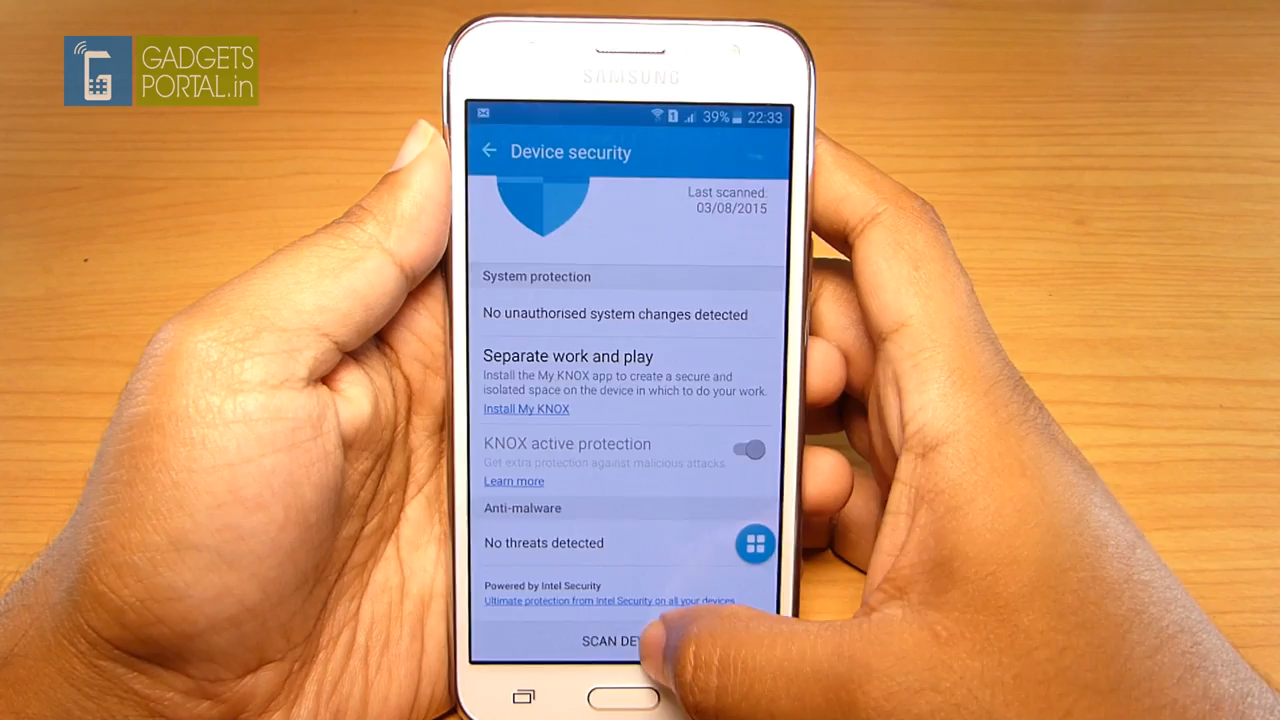 GADGETS
PORTAL.in
SAMSUNG
39% 22:33
Device security
Last scanned:
03/08/2015
System protection
No unauthorised system changes detected
Separate work and play
Install the My KNOX app to create a secure and
isolated space on the device in which to do your work.
Install My KNOX
KNOX active protection
Get extra protection against malicious attacks.
Learn more
Anti-malware
No threats detected
Powered by Intel Security
Ultimate protection from Intel Security on all your devices
SCAN